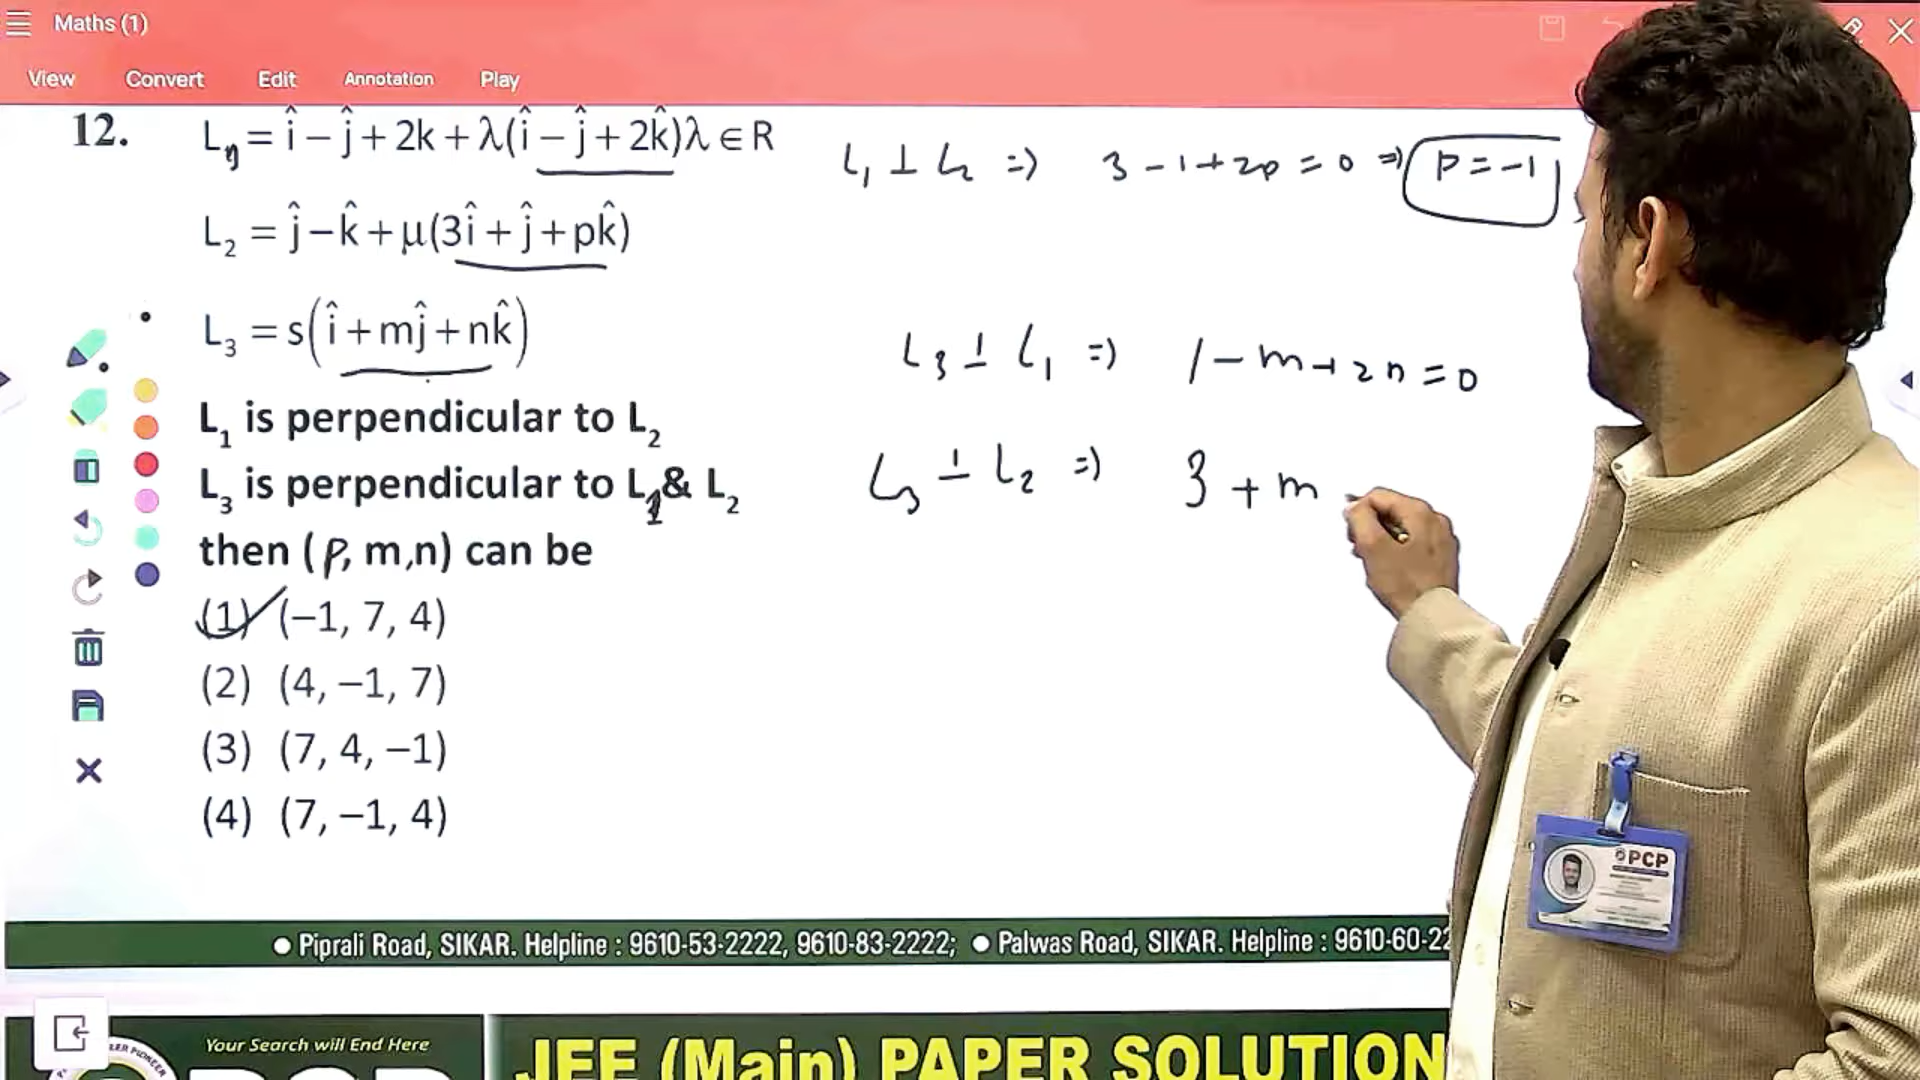 Maths (1)
View Convert Edit Annotation Play
12. L₁ = î − ĵ + 2k + λ(î − ĵ + 2k̂)λ ∈ R
L₂ = ĵ − k̂ + μ(3î + ĵ + pk̂)
L₃ = s(î + mĵ + nk̂)
L₁ is perpendicular to L₂
L₃ is perpendicular to L₁ & L₂
then (P, m,n) can be
(1) (−1, 7, 4)
(2) (4, −1, 7)
(3) (7, 4, −1)
(4) (7, −1, 4)
L₁ ⊥ L₂ => 3 − 1 + 2p = 0 => P = −1
L₃ ⊥ L₁ => 1 − m + 2n = 0
L₃ ⊥ L₂ => 3 + m
PCP
● Piprali Road, SIKAR. Helpline : 9610-53-2222, 9610-83-2222; ● Palwas Road, SIKAR. Helpline : 9610-60-22
Your Search will End Here
JEE (Main) PAPER SOLUTION